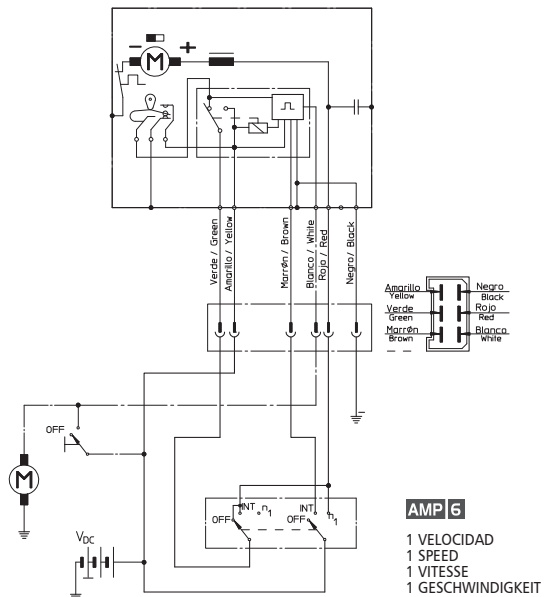 − M +
Verde / Green
Amarillo / Yellow
MarrØn / Brown
Blanco / White
Rojo / Red
Negro/ Black
Amarillo
Yellow
Negro
Black
Verde
Green
Rojo
Red
MarrØn
Brown
Blanco
White
OFF
M
VDC
INT n1
OFF
INT
OFF n1
AMP 6
1 VELOCIDAD
1 SPEED
1 VITESSE
1 GESCHWINDIGKEIT